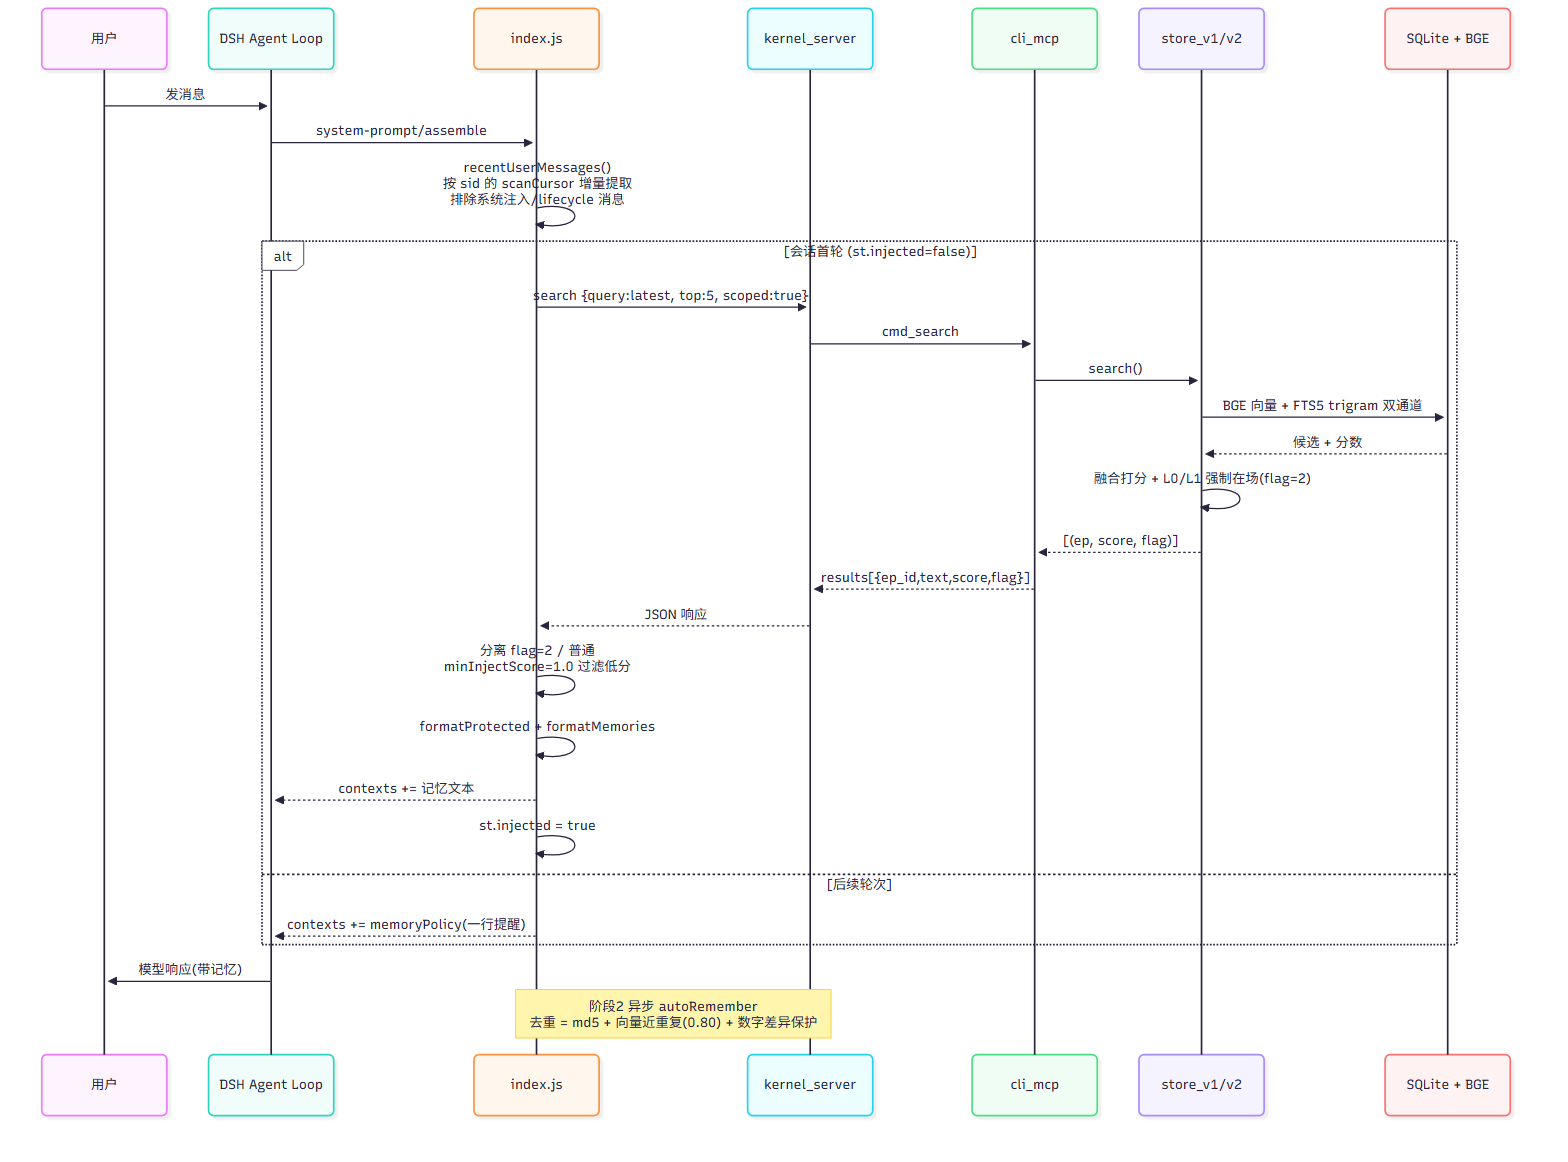 用户
DSH Agent Loop
index.js
kernel_server
cli_mcp
store_v1/v2
SQLite + BGE
发消息
system-prompt/assemble
recentUserMessages()
按 sid 的 scanCursor 增量提取
排除系统注入/lifecycle 消息
alt
[会话首轮 (st.injected=false)]
search {query:latest, top:5, scoped:true}
cmd_search
search()
BGE 向量 + FTS5 trigram 双通道
候选 + 分数
融合打分 + L0/L1 强制在场(flag=2)
[(ep, score, flag)]
results[{ep_id,text,score,flag}]
JSON 响应
分离 flag=2 / 普通
minInjectScore=1.0 过滤低分
formatProtected + formatMemories
contexts += 记忆文本
st.injected = true
[后续轮次]
contexts += memoryPolicy(一行提醒)
模型响应(带记忆)
阶段2 异步 autoRemember
去重 = md5 + 向量近重复(0.80) + 数字差异保护
用户
DSH Agent Loop
index.js
kernel_server
cli_mcp
store_v1/v2
SQLite + BGE